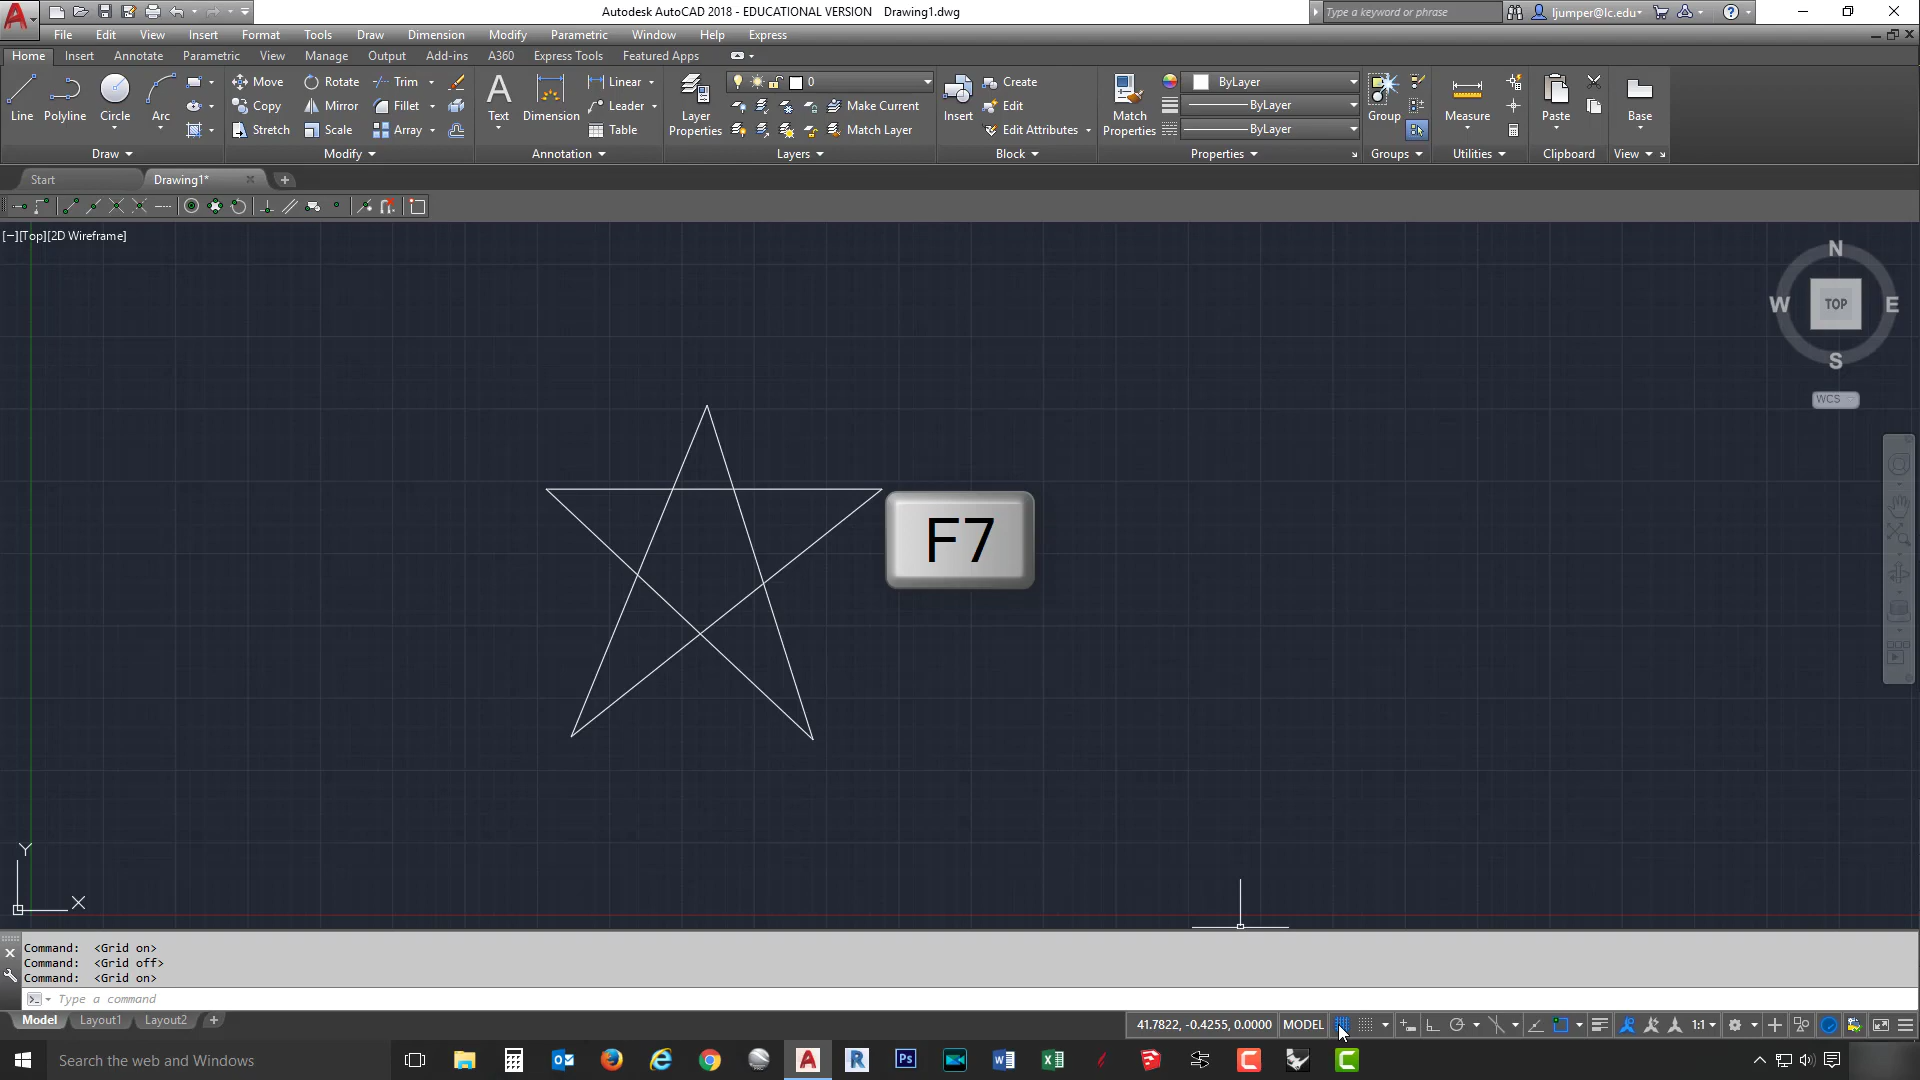 Autodesk AutoCAD 2018 - EDUCATIONAL VERSION Drawing1.dwg
Type a keyword or phrase
ljumper@lc.edu
File Edit View Insert Format Tools Draw Dimension Modify Parametric Window Help Express
Home Insert Annotate Parametric View Manage Output Add-ins A360 Express Tools Featured Apps
Line Polyline Circle Arc
Move Rotate Trim
Copy Mirror Fillet
Stretch Scale Array
Text Dimension
Linear
Leader
Table
Layer Properties
0
Make Current
Match Layer
Insert
Create
Edit
Edit Attributes
Match Properties
ByLayer
ByLayer
ByLayer
Group
Measure
Paste
Base
Draw Modify Annotation Layers Block Properties Groups Utilities Clipboard View
Start Drawing1*
[−][Top][2D Wireframe]
N
W TOP E
S
WCS
F7
Y
X
Command: <Grid on>
Command: <Grid off>
Command: <Grid on>
Type a command
Model Layout1 Layout2
41.7822, -0.4255, 0.0000 MODEL 1:1
Search the web and Windows